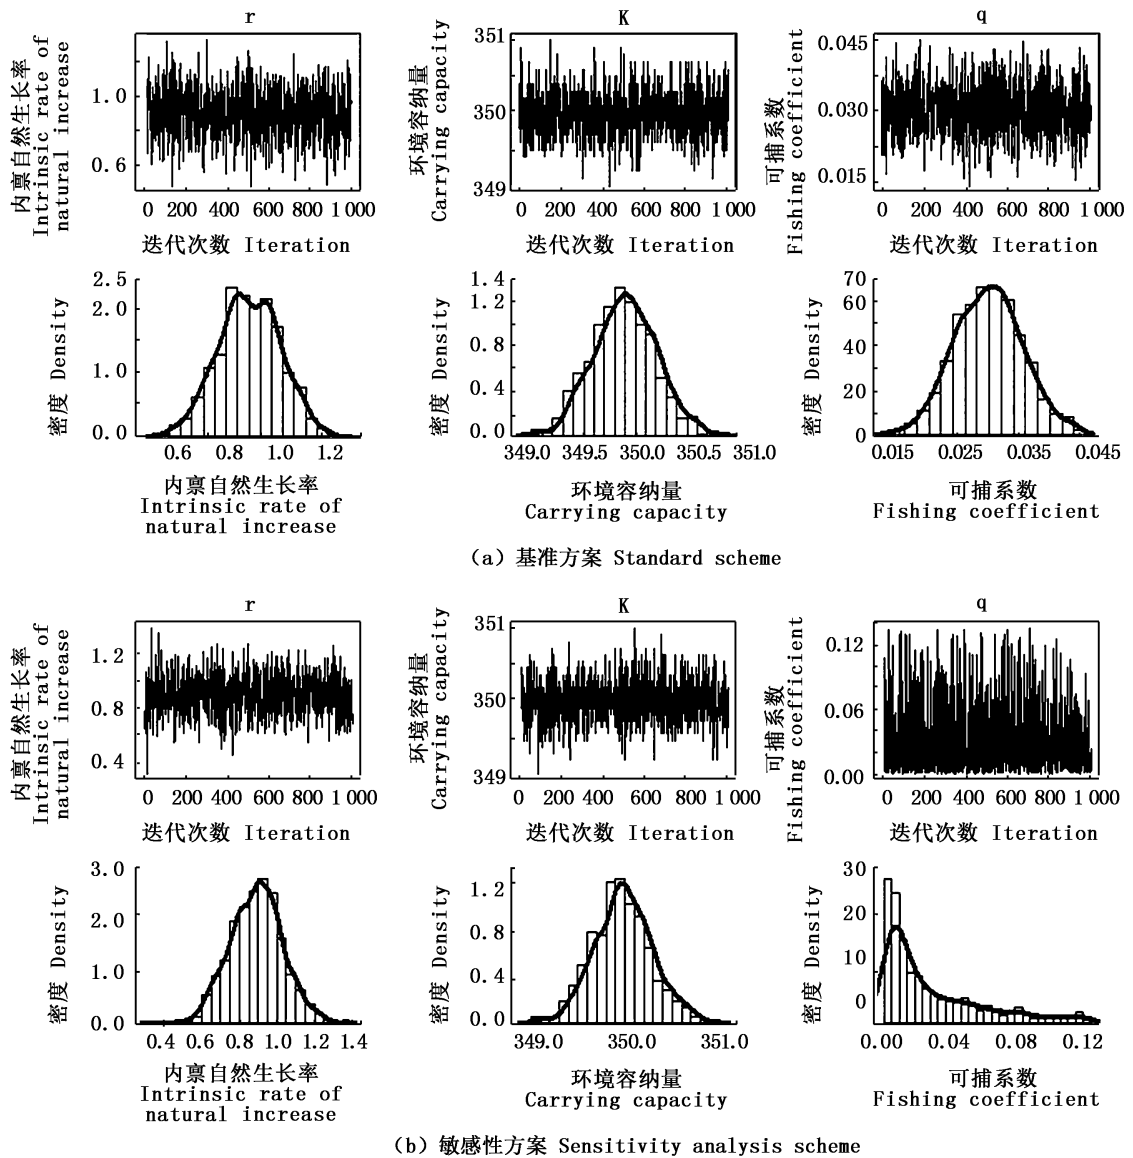 r
内禀自然生长率
Intrinsic rate of
natural increase
1.0
0.6
0 200 400 600 800 1 000
迭代次数 Iteration
K
环境容纳量
Carrying capacity
351
350
349
0 200 400 600 800 1 000
迭代次数 Iteration
q
可捕系数
Fishing coefficient
0.045
0.030
0.015
0 200 400 600 800 1 000
迭代次数 Iteration
密度 Density
2.5
2.0
1.0
0.0
0.6 0.8 1.0 1.2
内禀自然生长率
Intrinsic rate of
natural increase
密度 Density
1.4
1.2
0.8
0.4
0.0
349.0 349.5 350.0 350.5 351.0
环境容纳量
Carrying capacity
密度 Density
70
60
40
20
0
0.015 0.025 0.035 0.045
可捕系数
Fishing coefficient
（a）基准方案 Standard scheme
r
内禀自然生长率
Intrinsic rate of
natural increase
1.2
0.8
0.4
0 200 400 600 800 1 000
迭代次数 Iteration
K
环境容纳量
Carrying capacity
351
350
349
0 200 400 600 800 1 000
迭代次数 Iteration
q
可捕系数
Fishing coefficient
0.12
0.06
0.00
0 200 400 600 800 1 000
迭代次数 Iteration
密度 Density
3.0
2.0
1.0
0.0
0.4 0.8 1.0 1.2 1.4
内禀自然生长率
Intrinsic rate of
natural increase
密度 Density
1.2
0.8
0.4
0.0
349.0 350.0 351.0
环境容纳量
Carrying capacity
密度 Density
30
20
10
0
0.00 0.04 0.08 0.12
可捕系数
Fishing coefficient
（b）敏感性方案 Sensitivity analysis scheme